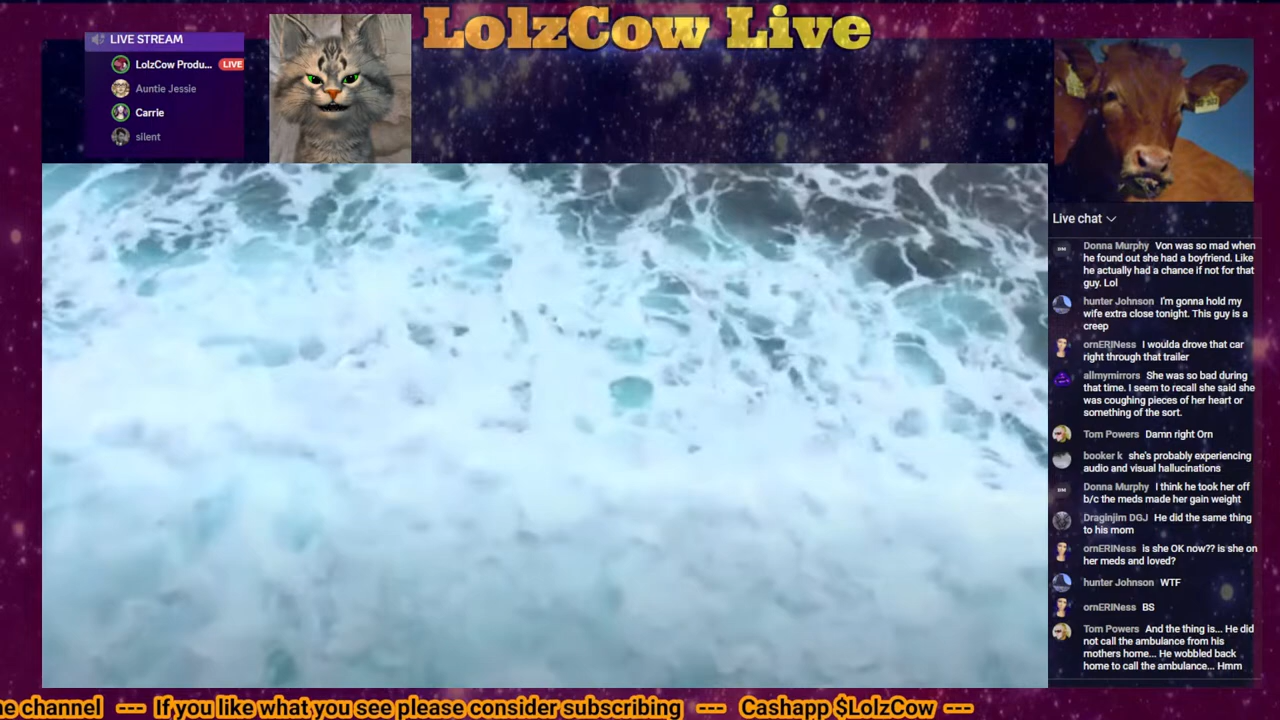 LolzCow Live
LIVE STREAM
LolzCow Produ... LIVE
Auntie Jessie
Carrie
silent
Live chat
Donna Murphy Von was so mad when
he found out she had a boyfriend. Like
he actually had a chance if not for that
guy. Lol
hunter Johnson I'm gonna hold my
wife extra close tonight. This guy is a
creep
ornERINess I woulda drove that car
right through that trailer
allmymirrors She was so bad during
that time. I seem to recall she said she
was coughing pieces of her heart or
something of the sort.
Tom Powers Damn right Orn
booker k she's probably experiencing
audio and visual hallucinations
Donna Murphy I think he took her off
b/c the meds made her gain weight
Draginjim DGJ He did the same thing
to his mom
ornERINess is she OK now?? is she on
her meds and loved?
hunter Johnson WTF
ornERINess BS
Tom Powers And the thing is... He did
not call the ambulance from his
mothers home... He wobbled back
home to call the ambulance... Hmm
e channel --- If you like what you see please consider subscribing --- Cashapp $LolzCow ---